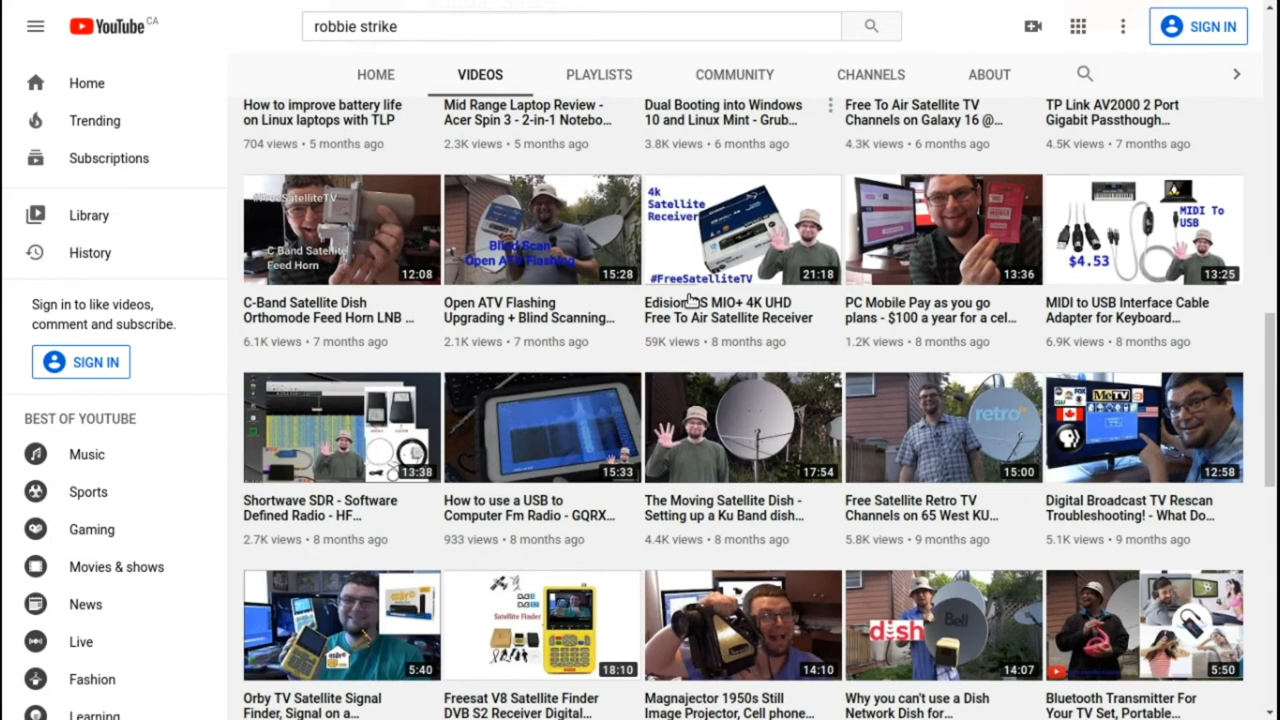 YouTube CA
robbie strike
SIGN IN
HOME
VIDEOS
PLAYLISTS
COMMUNITY
CHANNELS
ABOUT
Home
Trending
Subscriptions
Library
History
Sign in to like videos,
comment and subscribe.
SIGN IN
BEST OF YOUTUBE
Music
Sports
Gaming
Movies & shows
News
Live
Fashion
Learning
How to improve battery life
on Linux laptops with TLP
704 views • 5 months ago
Mid Range Laptop Review -
Acer Spin 3 - 2-in-1 Notebo...
2.3K views • 5 months ago
Dual Booting into Windows
10 and Linux Mint - Grub...
3.8K views • 6 months ago
Free To Air Satellite TV
Channels on Galaxy 16 @...
4.3K views • 6 months ago
TP Link AV2000 2 Port
Gigabit Passthough...
4.5K views • 7 months ago
#FreeSatelliteTV
C Band Satellite
Feed Horn
12:08
C-Band Satellite Dish
Orthomode Feed Horn LNB ...
6.1K views • 7 months ago
Blind Scan
Open ATV Flashing
15:28
Open ATV Flashing
Upgrading + Blind Scanning...
2.1K views • 7 months ago
4k
Satellite
Receiver
#FreeSatelliteTV
21:18
Edision OS MIO+ 4K UHD
Free To Air Satellite Receiver
59K views • 8 months ago
13:36
PC Mobile Pay as you go
plans - $100 a year for a cel...
1.2K views • 8 months ago
MIDI To
USB
$4.53
13:25
MIDI to USB Interface Cable
Adapter for Keyboard...
6.9K views • 8 months ago
13:38
Shortwave SDR - Software
Defined Radio - HF...
2.7K views • 8 months ago
15:33
How to use a USB to
Computer Fm Radio - GQRX...
933 views • 8 months ago
17:54
The Moving Satellite Dish -
Setting up a Ku Band dish...
4.4K views • 8 months ago
retro
15:00
Free Satellite Retro TV
Channels on 65 West KU...
5.8K views • 9 months ago
MeTV
PBS
12:58
Digital Broadcast TV Rescan
Troubleshooting! - What Do...
5.1K views • 9 months ago
orby
5:40
Orby TV Satellite Signal
Finder, Signal on a...
Satellite Finder
18:10
Freesat V8 Satellite Finder
DVB S2 Receiver Digital...
14:10
Magnajector 1950s Still
Image Projector, Cell phone...
dish
Bell
14:07
Why you can't use a Dish
Network Dish for...
5:50
Bluetooth Transmitter For
Your TV Set, Portable...